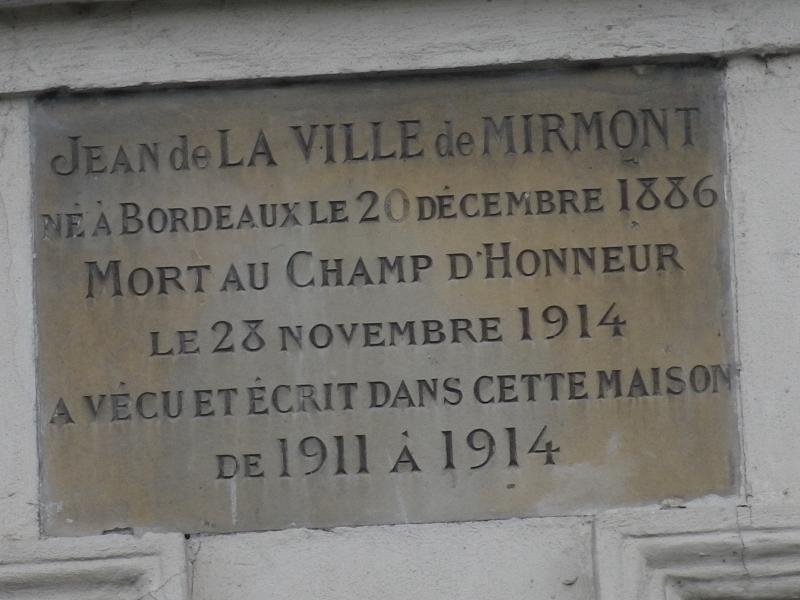 JEAN de LA VILLE de MIRMONT
NÉ À BORDEAUX LE 20 DÉCEMBRE 1886
MORT AU CHAMP D'HONNEUR
LE 28 NOVEMBRE 1914
A VÉCU ET ÉCRIT DANS CETTE MAISON
DE 1911 À 1914